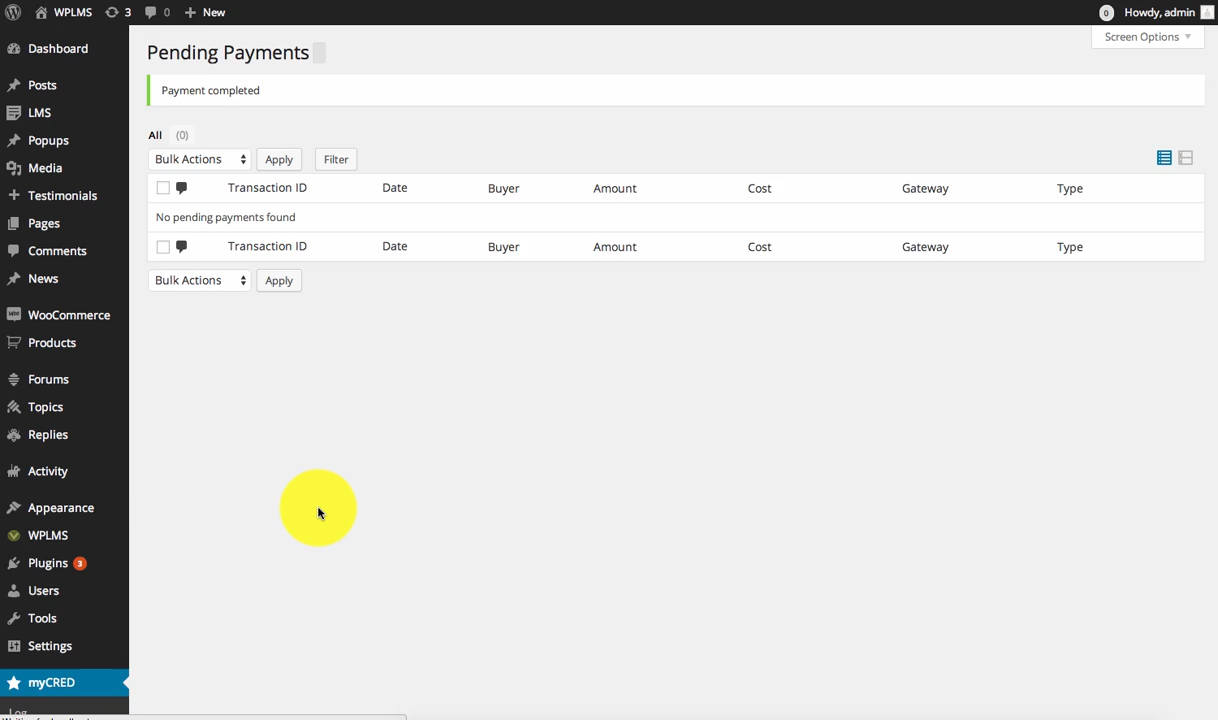 WPLMS 3 0 New 0 Howdy, admin
Screen Options
Dashboard
Posts
LMS
Popups
Media
Testimonials
Pages
Comments
News
WooCommerce
Products
Forums
Topics
Replies
Activity
Appearance
WPLMS
Plugins 3
Users
Tools
Settings
myCRED
Log
Pending Payments
Payment completed
All (0)
Bulk Actions Apply Filter
Transaction ID Date Buyer Amount Cost Gateway Type
No pending payments found
Transaction ID Date Buyer Amount Cost Gateway Type
Bulk Actions Apply